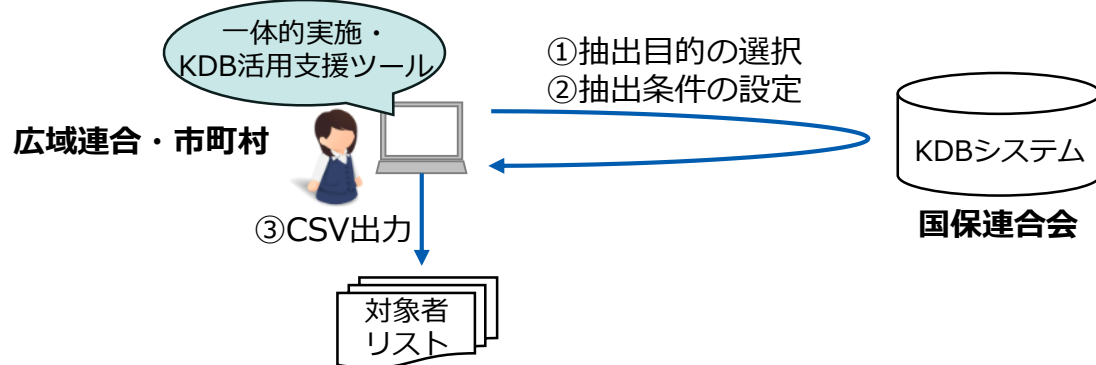 一体的実施・
KDB活用支援ツール
①抽出目的の選択
②抽出条件の設定
広域連合・市町村
KDBシステム
国保連合会
③CSV出力
対象者
リスト